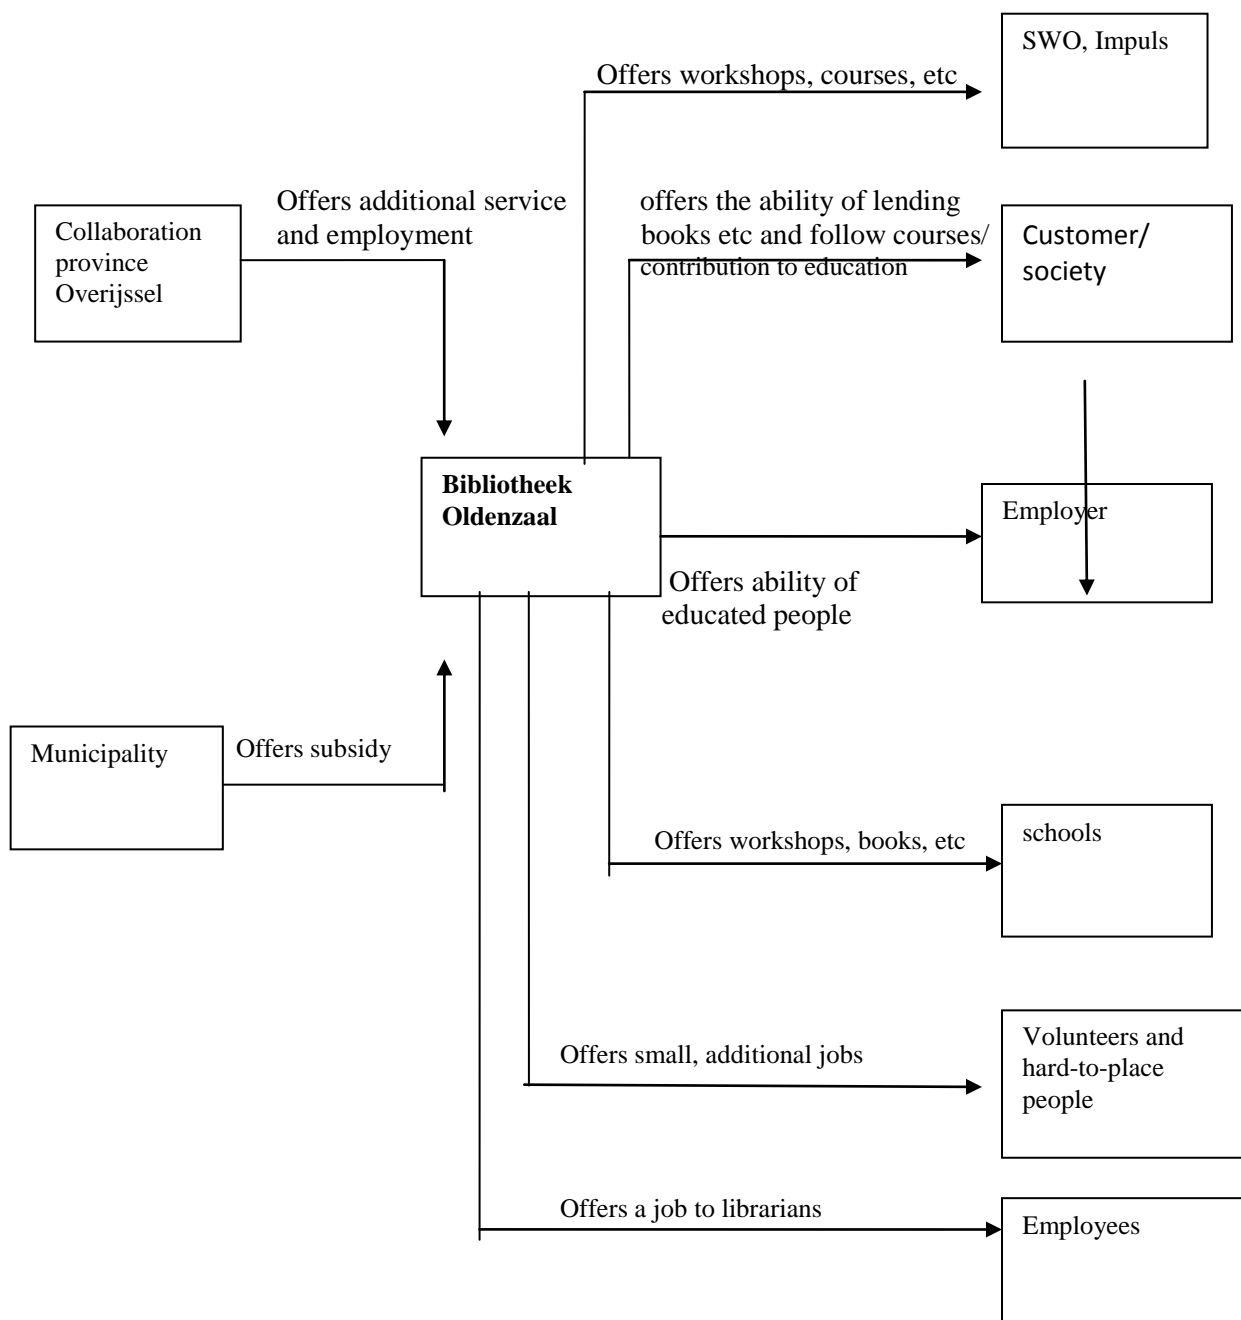 SWO, Impuls
Offers workshops, courses, etc
Offers additional service
and employment
offers the ability of lending
books etc and follow courses/
contribution to education
Collaboration
province
Overijssel
Customer/
society
Bibliotheek
Oldenzaal
Employer
Offers ability of
educated people
Municipality
Offers subsidy
Offers workshops, books, etc
schools
Offers small, additional jobs
Volunteers and
hard-to-place
people
Offers a job to librarians
Employees